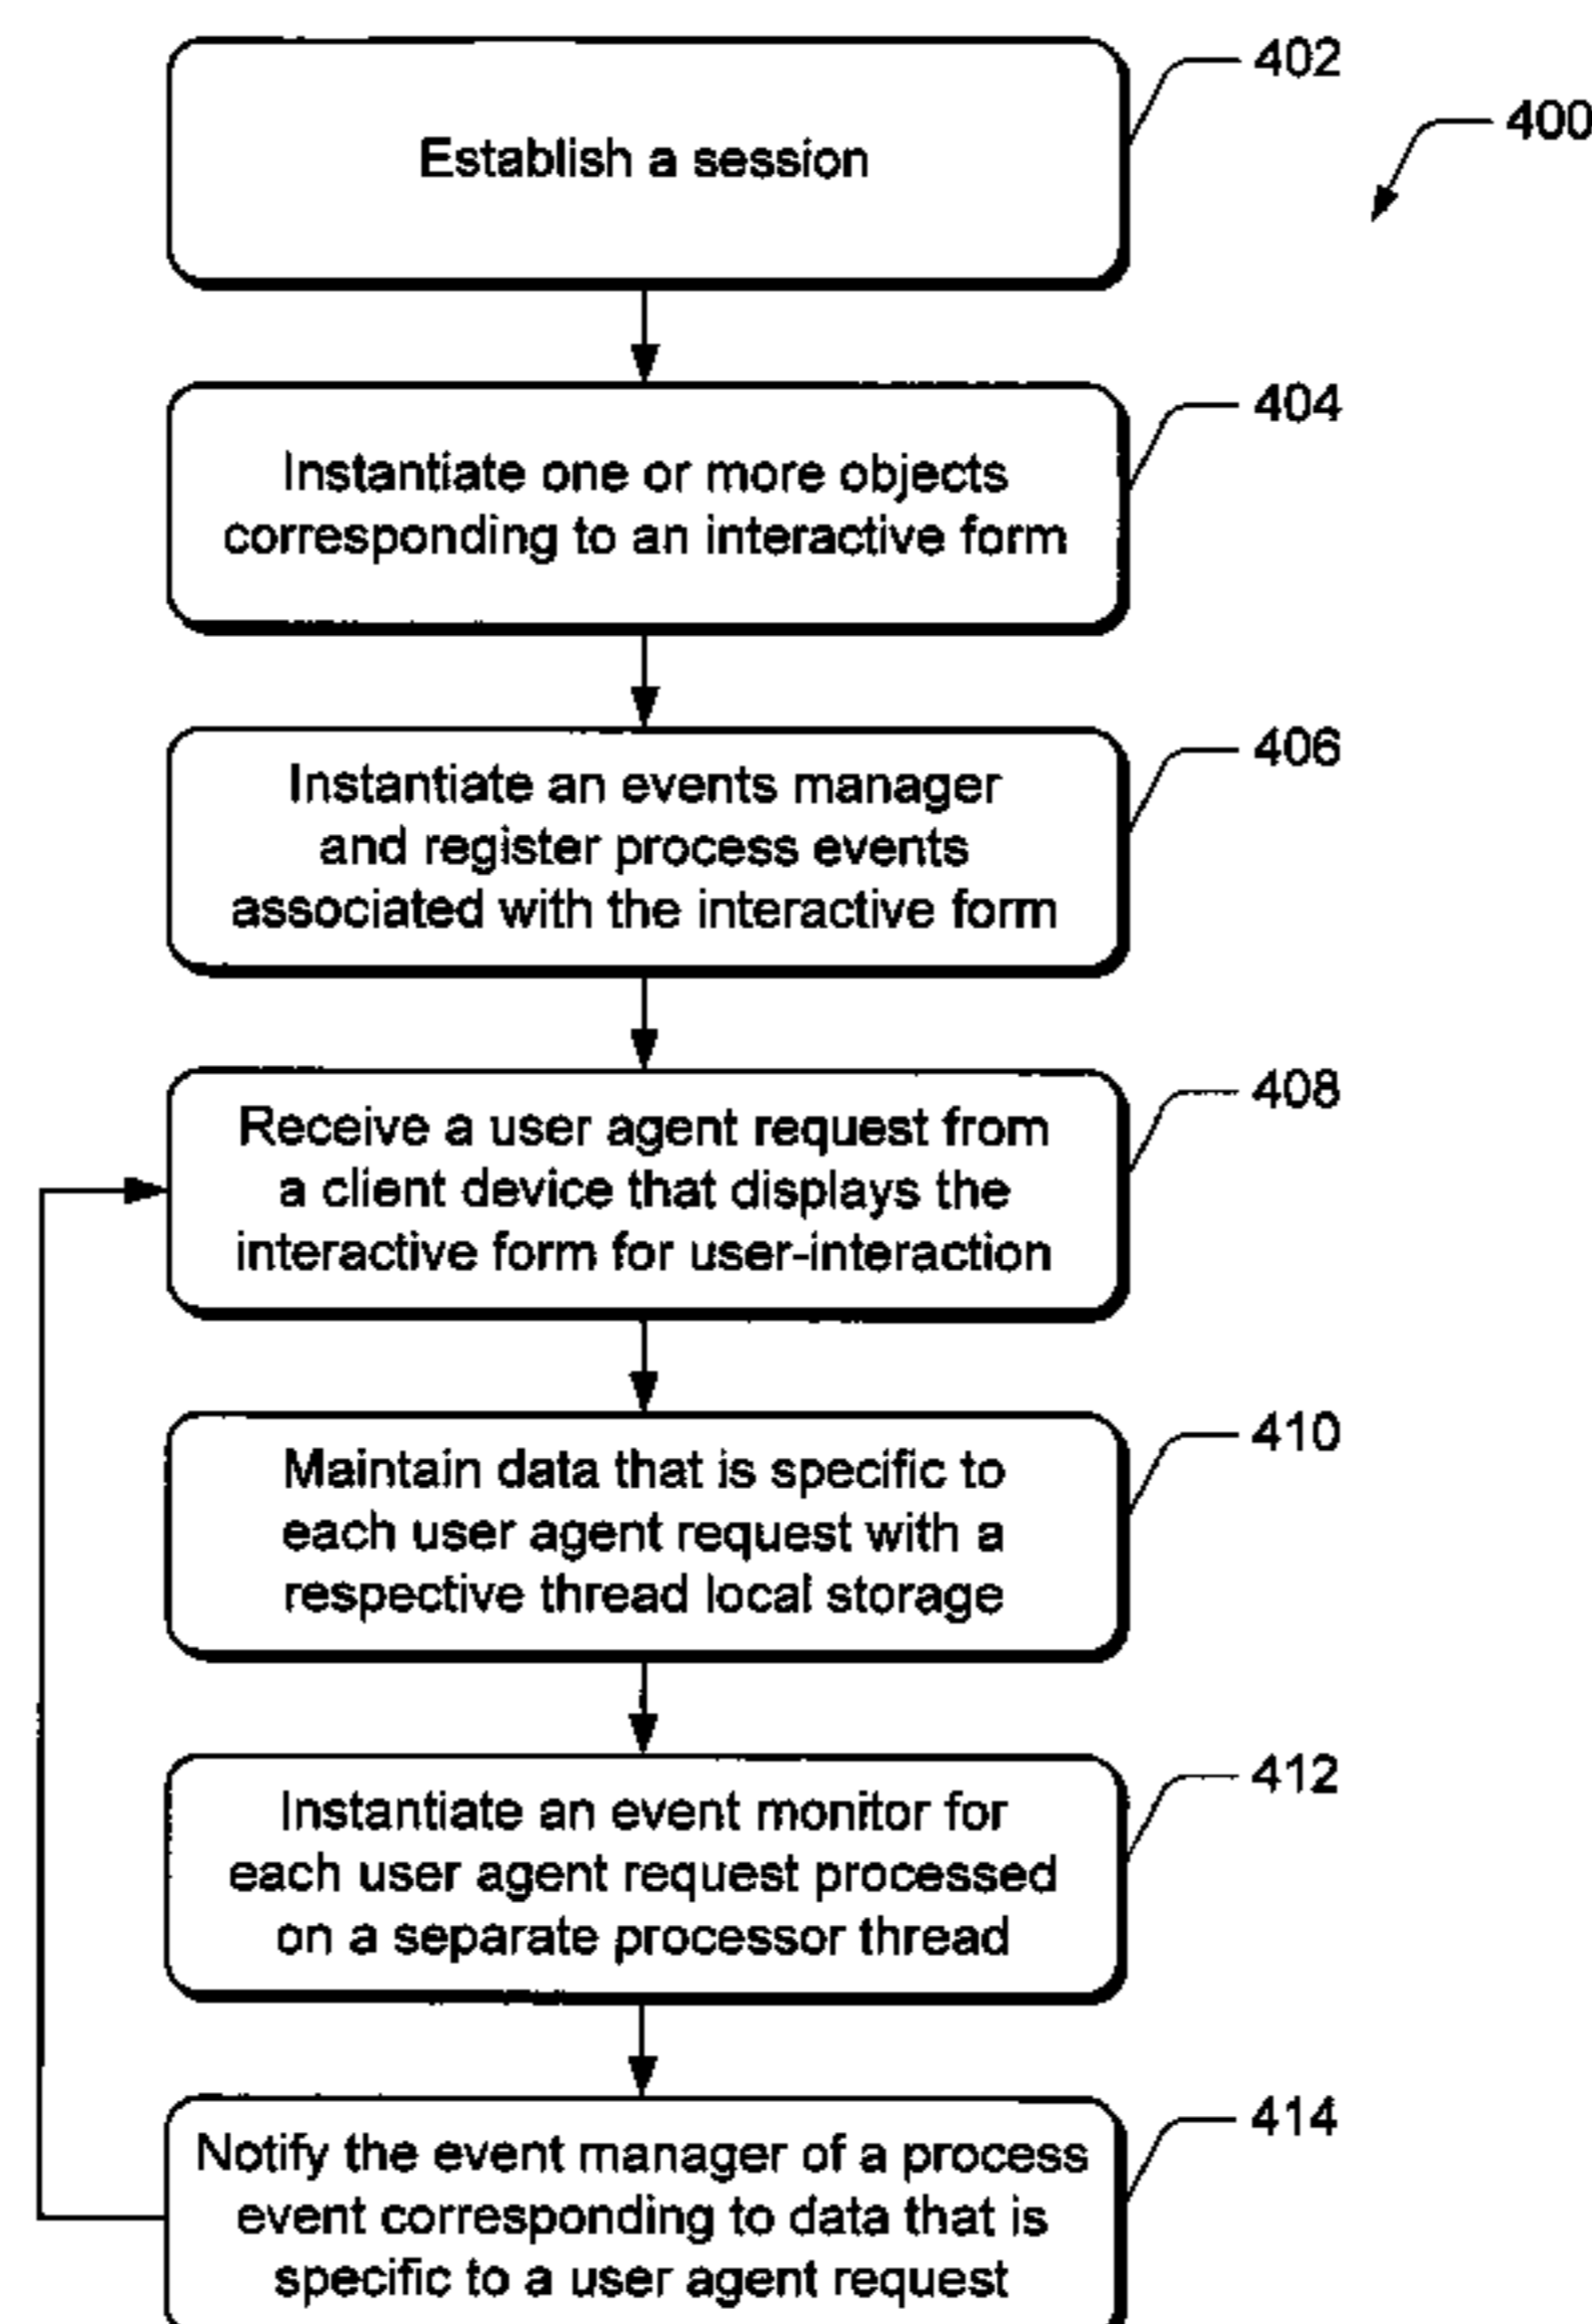 402
400
Establish a session
404
Instantiate one or more objects
corresponding to an interactive form
406
Instantiate an events manager
and register process events
associated with the interactive form
408
Receive a user agent request from
a client device that displays the
interactive form for user-interaction
410
Maintain data that is specific to
each user agent request with a
respective thread local storage
412
Instantiate an event monitor for
each user agent request processed
on a separate processor thread
414
Notify the event manager of a process
event corresponding to data that is
specific to a user agent request